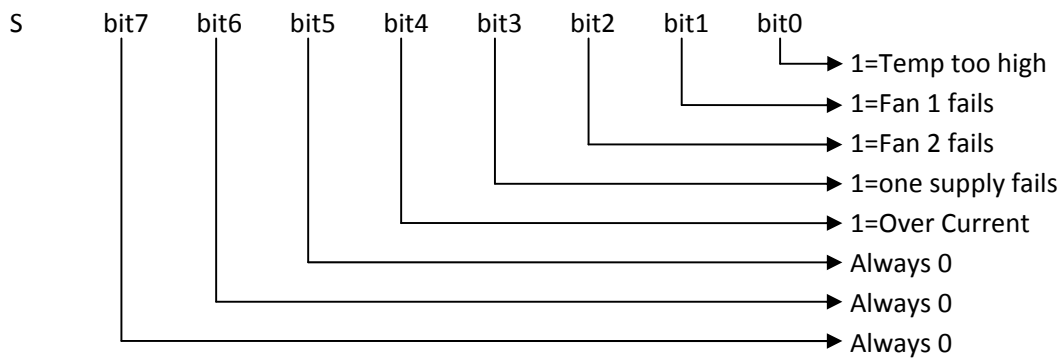 S bit7 bit6 bit5 bit4 bit3 bit2 bit1 bit0
1=Temp too high
1=Fan 1 fails
1=Fan 2 fails
1=one supply fails
1=Over Current
Always 0
Always 0
Always 0